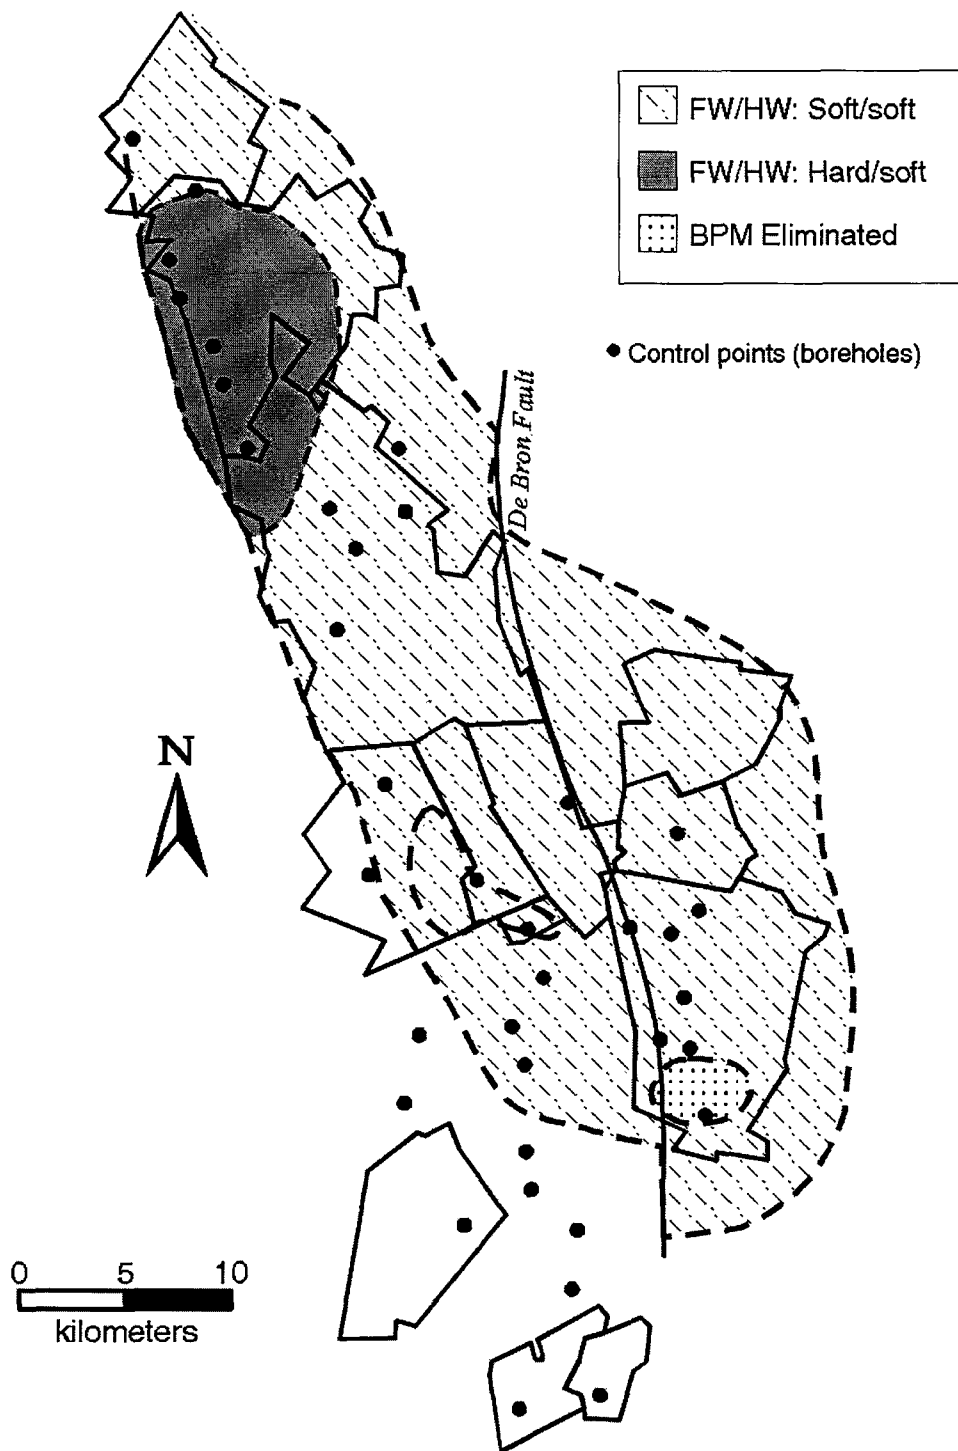 FW/HW: Soft/soft
FW/HW: Hard/soft
BPM Eliminated
Control points (boreholes)
De Bron Fault
N
0 5 10
kilometers